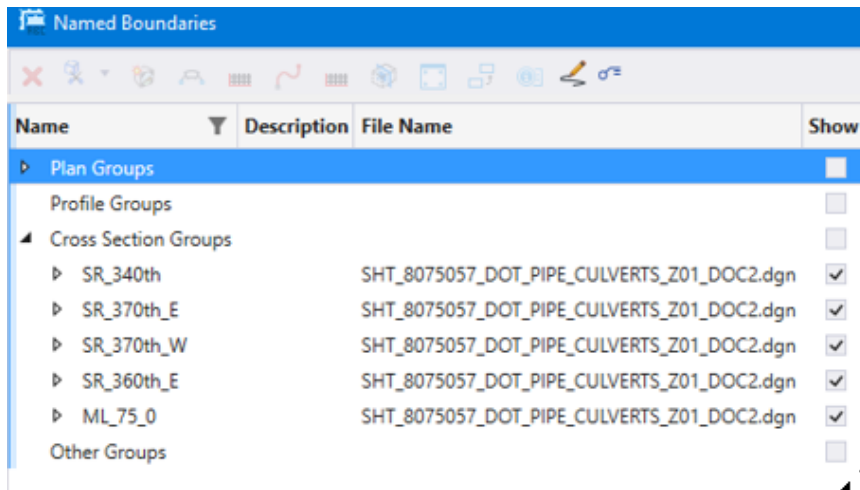 Named Boundaries
Name Description File Name Show
Plan Groups
Profile Groups
Cross Section Groups
SR_340th SHT_8075057_DOT_PIPE_CULVERTS_Z01_DOC2.dgn
SR_370th_E SHT_8075057_DOT_PIPE_CULVERTS_Z01_DOC2.dgn
SR_370th_W SHT_8075057_DOT_PIPE_CULVERTS_Z01_DOC2.dgn
SR_360th_E SHT_8075057_DOT_PIPE_CULVERTS_Z01_DOC2.dgn
ML_75_0 SHT_8075057_DOT_PIPE_CULVERTS_Z01_DOC2.dgn
Other Groups